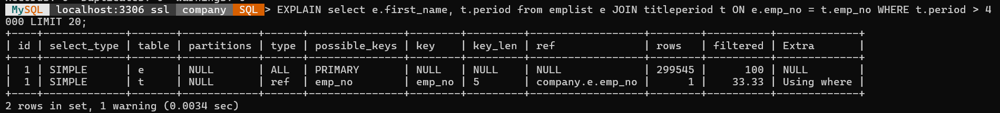 MySQL localhost:3306 ssl company SQL > EXPLAIN select e.first_name, t.period from emplist e JOIN titleperiod t ON e.emp_no = t.emp_no WHERE t.period > 4
000 LIMIT 20;
+----+-------------+-------+------------+------+---------------+--------+---------+------------------+--------+----------+-------------+
| id | select_type | table | partitions | type | possible_keys | key    | key_len | ref              | rows   | filtered | Extra       |
+----+-------------+-------+------------+------+---------------+--------+---------+------------------+--------+----------+-------------+
|  1 | SIMPLE      | e     | NULL       | ALL  | PRIMARY       | NULL   | NULL    | NULL             | 299545 |      100 | NULL        |
|  1 | SIMPLE      | t     | NULL       | ref  | emp_no        | emp_no | 5       | company.e.emp_no |      1 |    33.33 | Using where |
+----+-------------+-------+------------+------+---------------+--------+---------+------------------+--------+----------+-------------+
2 rows in set, 1 warning (0.0034 sec)